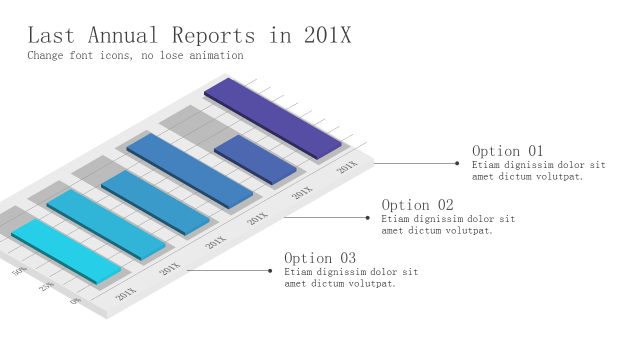 Last Annual Reports in 201X
Change font icons, no lose animation
Option 01
Etiam dignissim dolor sit
amet dictum volutpat.
Option 02
Etiam dignissim dolor sit
amet dictum volutpat.
Option 03
Etiam dignissim dolor sit
amet dictum volutpat.
201X
201X
201X
201X
201X
201X
50%
25%
0%